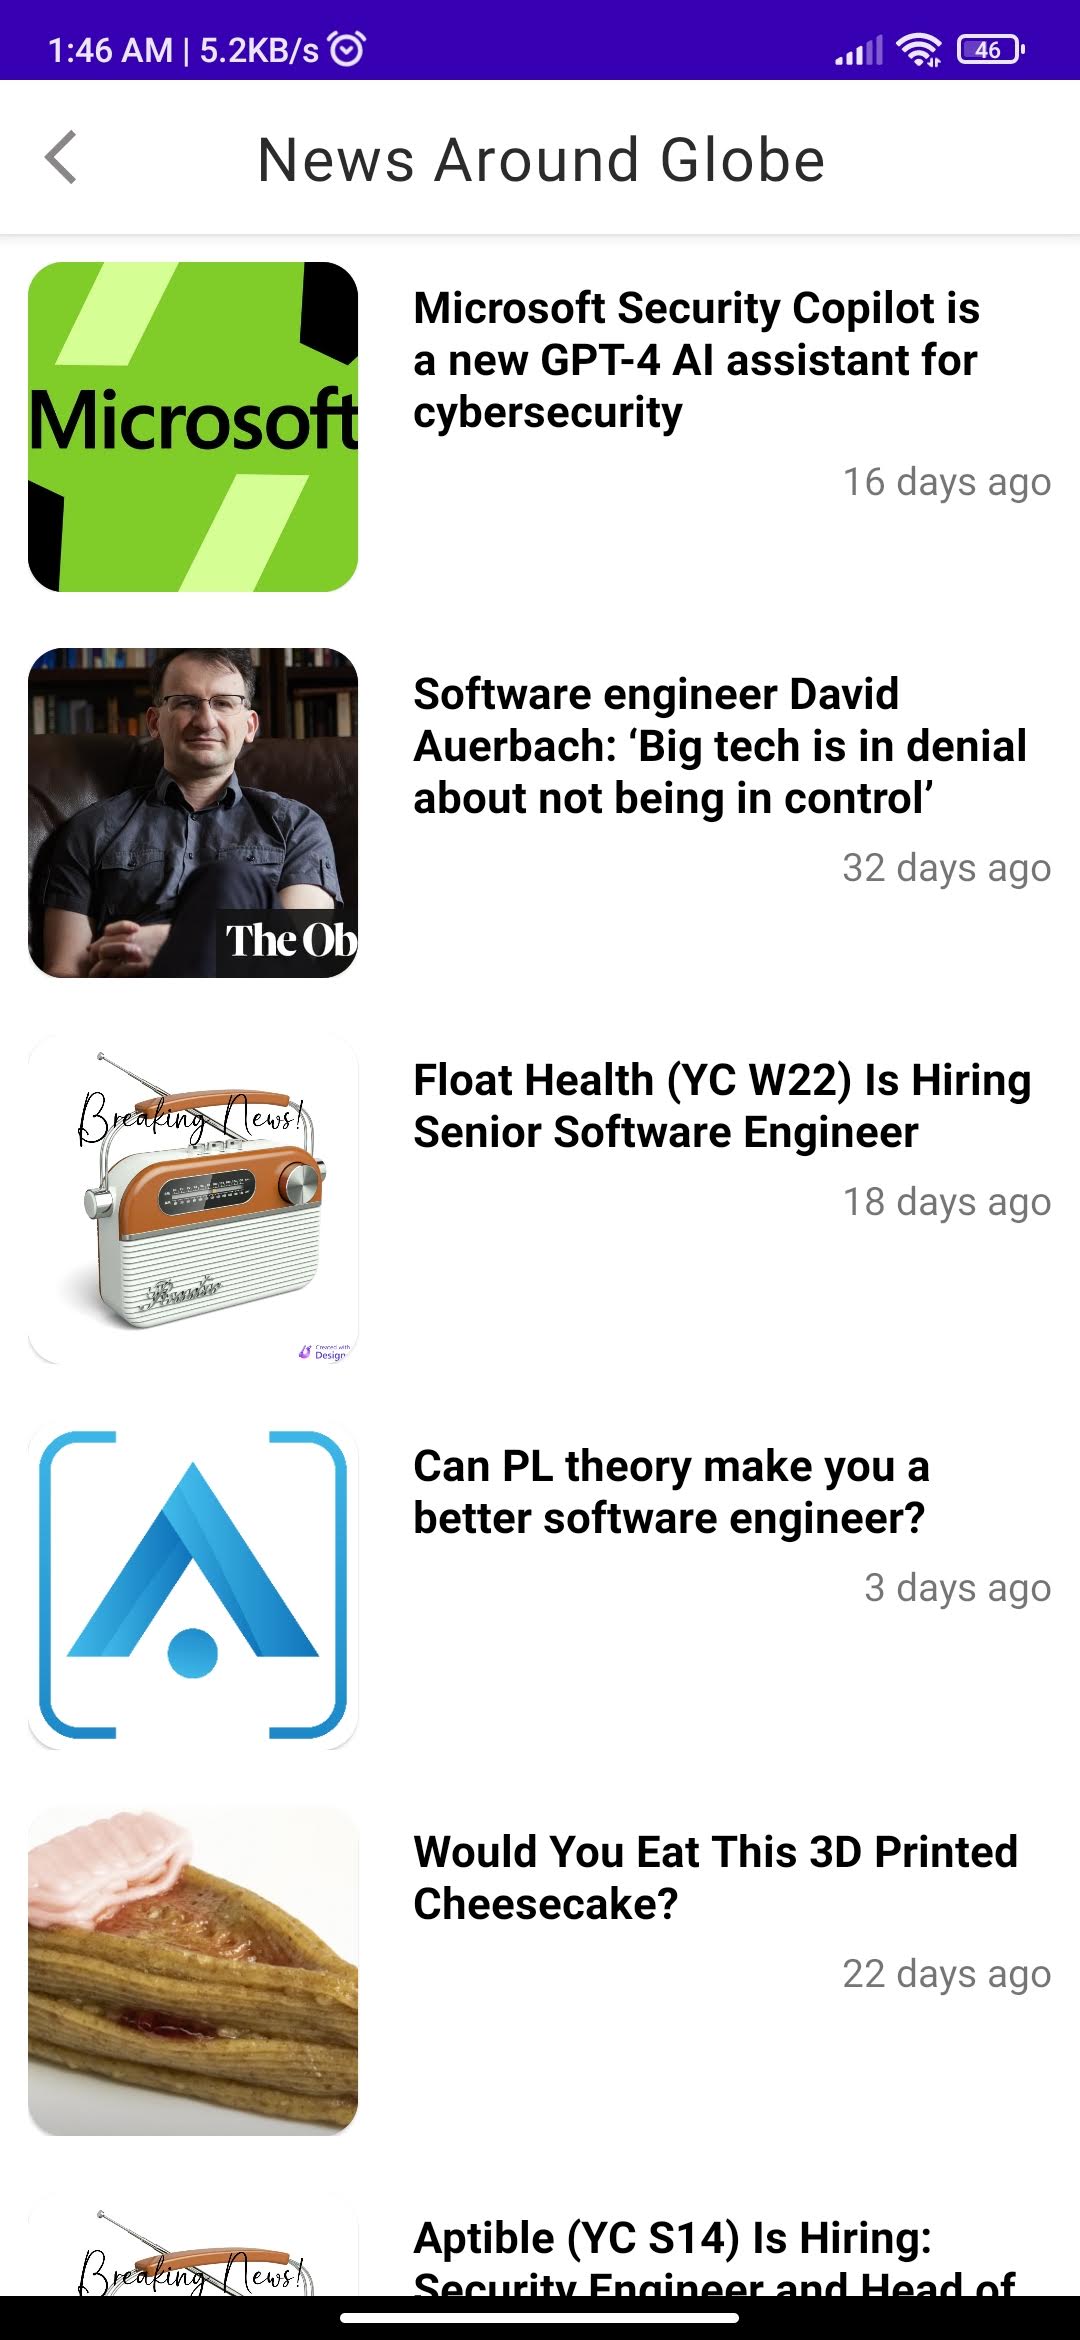 1:46 AM | 5.2KB/s
46
News Around Globe
Microsoft
Microsoft Security Copilot is
a new GPT-4 AI assistant for
cybersecurity
16 days ago
Software engineer David
Auerbach: ‘Big tech is in denial
about not being in control’
32 days ago
The Ob
Breaking News!
Float Health (YC W22) Is Hiring
Senior Software Engineer
18 days ago
Created with
Design
Can PL theory make you a
better software engineer?
3 days ago
Would You Eat This 3D Printed
Cheesecake?
22 days ago
Breaking News!
Aptible (YC S14) Is Hiring:
Security Engineer and Head of